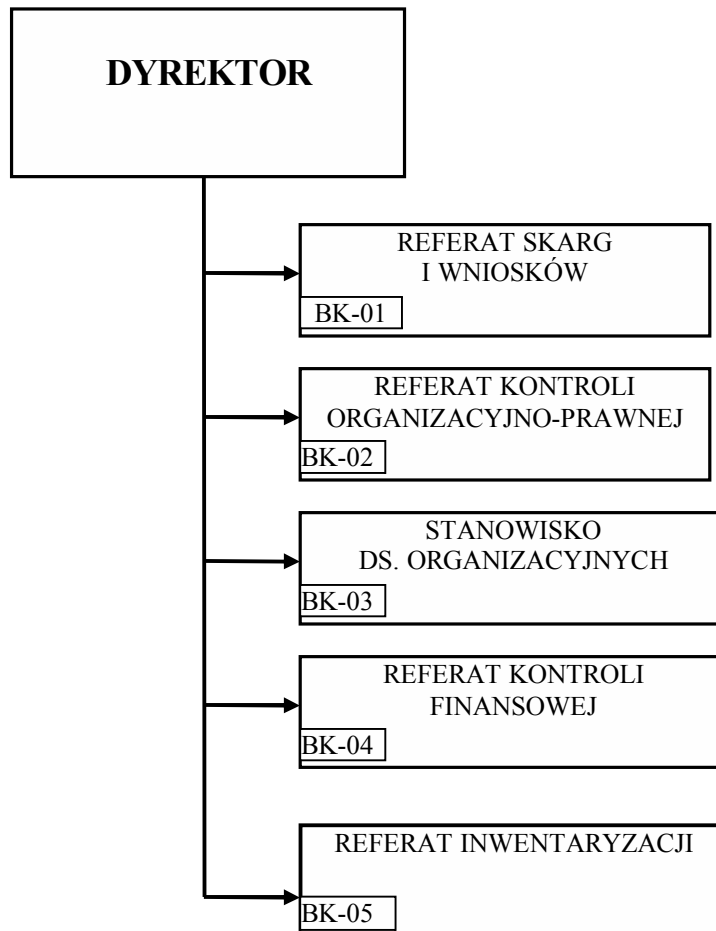 DYREKTOR
REFERAT SKARG
I WNIOSKÓW
BK-01
REFERAT KONTROLI
ORGANIZACYJNO-PRAWNEJ
BK-02
STANOWISKO
DS. ORGANIZACYJNYCH
BK-03
REFERAT KONTROLI
FINANSOWEJ
BK-04
REFERAT INWENTARYZACJI
BK-05